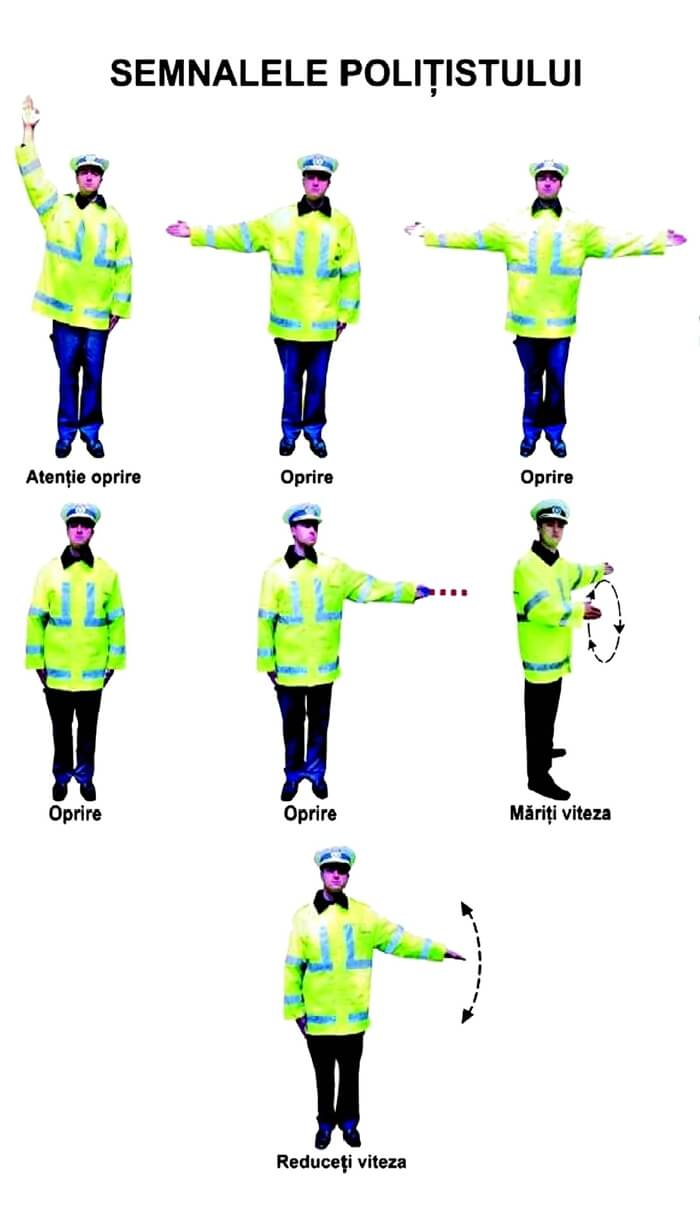 SEMNALELE POLIȚISTULUI
Atenție oprire
Oprire
Oprire
Oprire
Oprire
Măriți viteza
Reduceți viteza